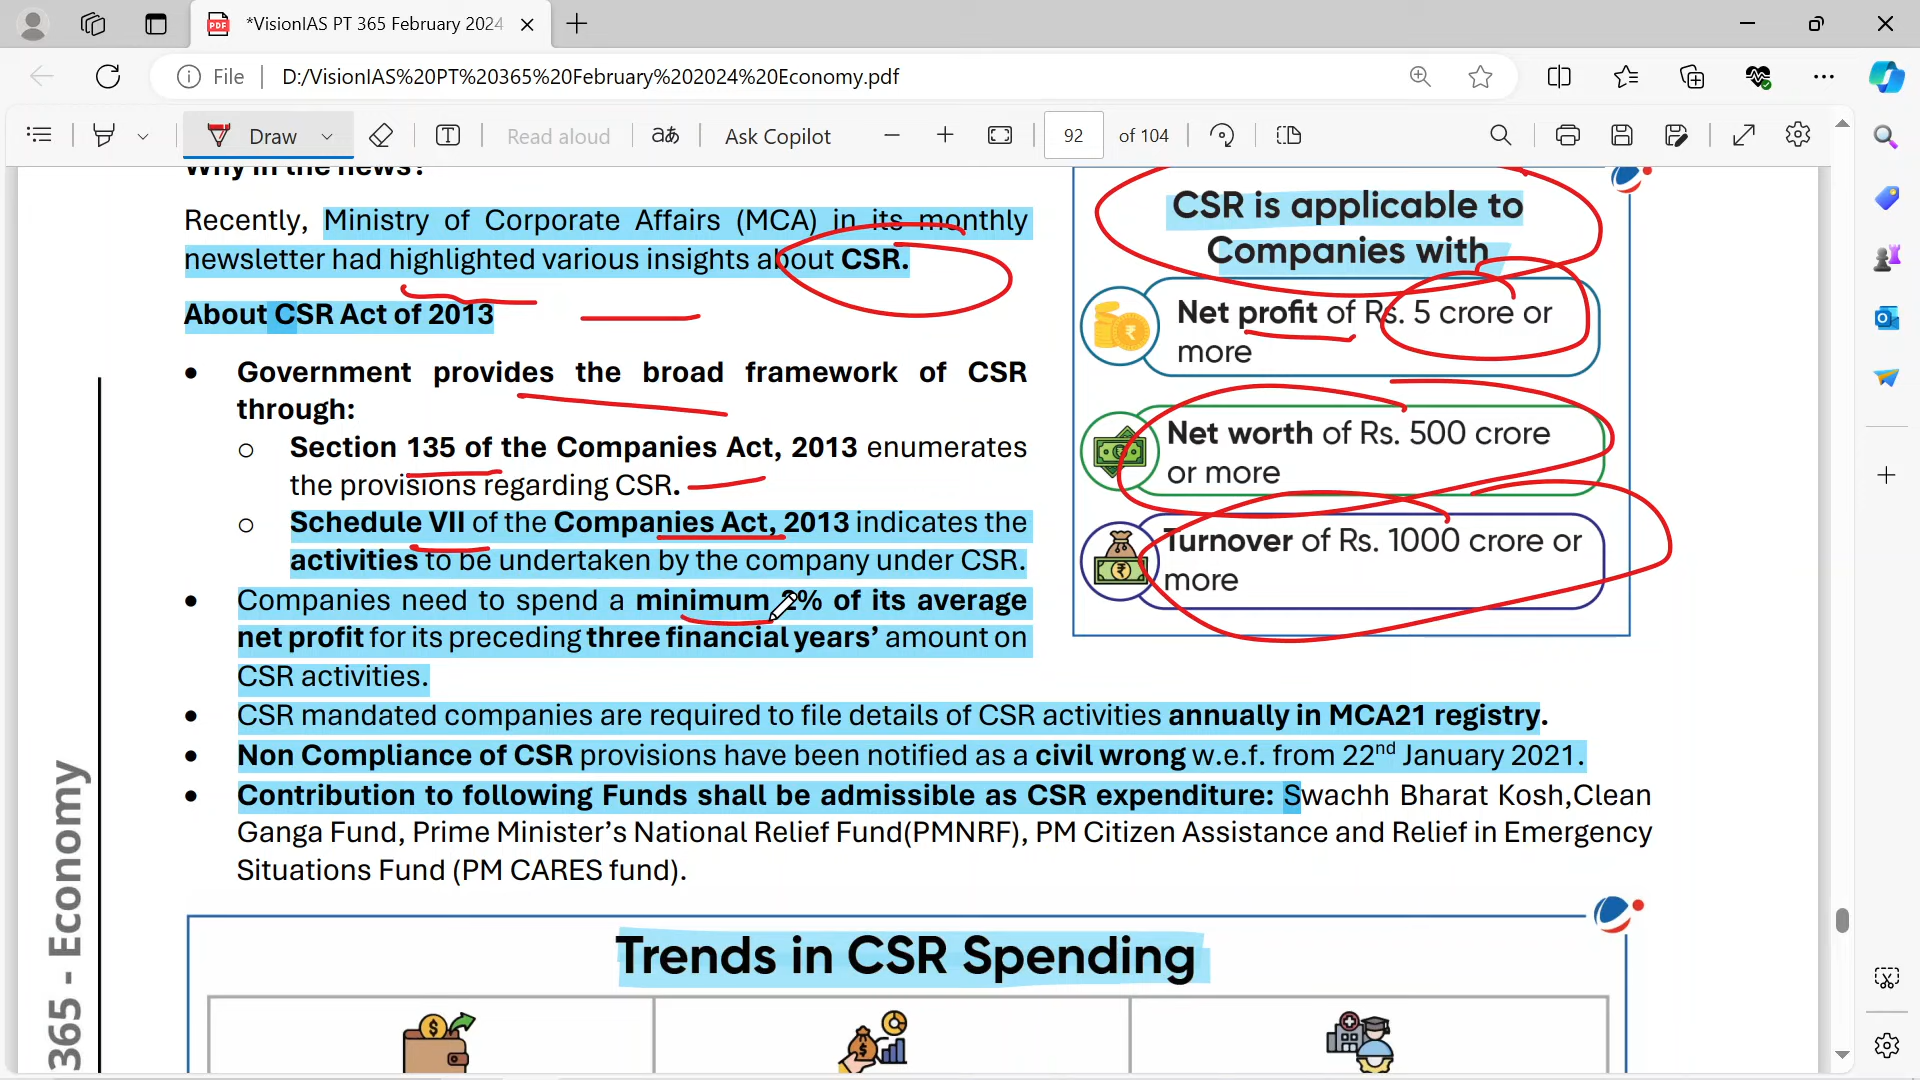 *VisionIAS PT 365 February 2024
File
D:/VisionIAS%20PT%20365%20February%202024%20Economy.pdf
Draw
Read aloud
aあ
Ask Copilot
92
of 104
Why in the news?
Recently, Ministry of Corporate Affairs (MCA) in its monthly
newsletter had highlighted various insights about CSR.
About CSR Act of 2013
• Government provides the broad framework of CSR
through:
o Section 135 of the Companies Act, 2013 enumerates
the provisions regarding CSR.
o Schedule VII of the Companies Act, 2013 indicates the
activities to be undertaken by the company under CSR.
• Companies need to spend a minimum 2% of its average
net profit for its preceding three financial years’ amount on
CSR activities.
• CSR mandated companies are required to file details of CSR activities annually in MCA21 registry.
• Non Compliance of CSR provisions have been notified as a civil wrong w.e.f. from 22nd January 2021.
• Contribution to following Funds shall be admissible as CSR expenditure: Swachh Bharat Kosh,Clean
Ganga Fund, Prime Minister’s National Relief Fund(PMNRF), PM Citizen Assistance and Relief in Emergency
Situations Fund (PM CARES fund).
CSR is applicable to
Companies with
Net profit of Rs. 5 crore or
more
Net worth of Rs. 500 crore
or more
Turnover of Rs. 1000 crore or
more
Trends in CSR Spending
365 - Economy